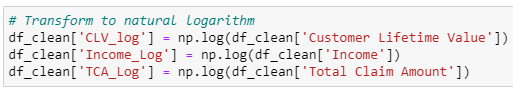 # Transform to natural logarithm
df_clean['CLV_log'] = np.log(df_clean['Customer Lifetime Value'])
df_clean['Income_Log'] = np.log(df_clean['Income'])
df_clean['TCA_Log'] = np.log(df_clean['Total Claim Amount'])